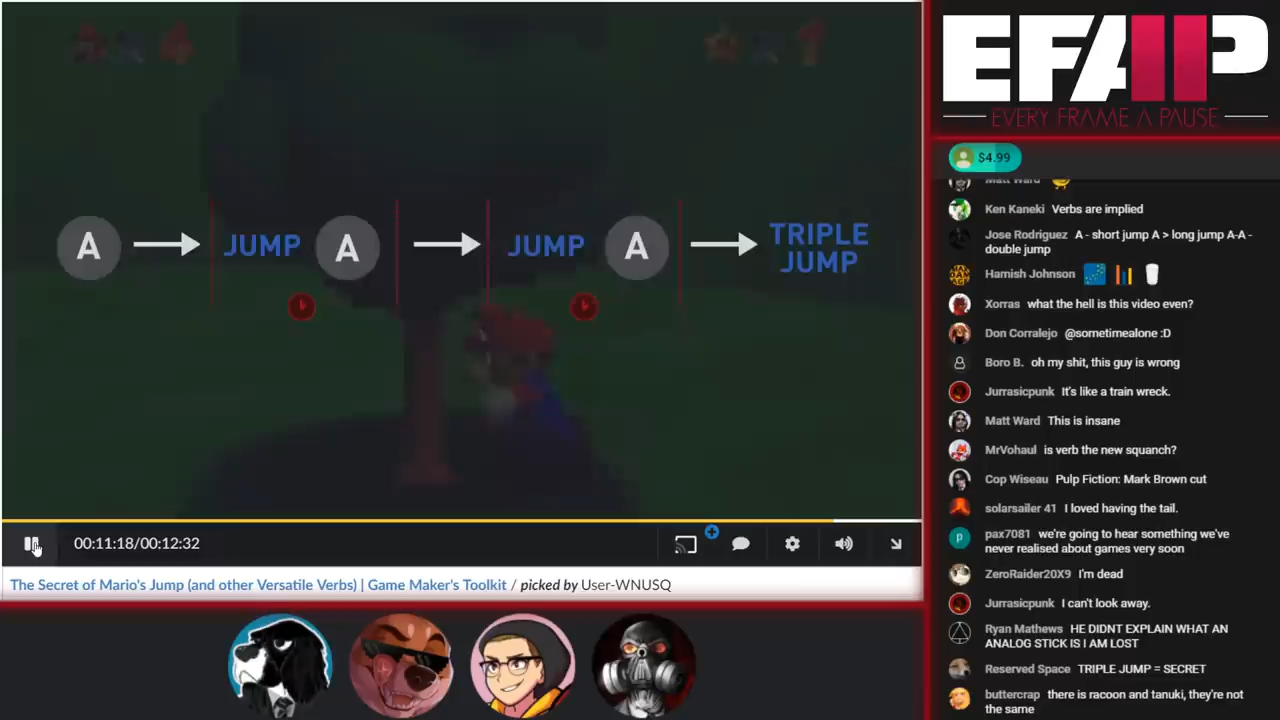 4
1
A
JUMP
A
JUMP
A
TRIPLE
JUMP
00:11:18/00:12:32
The Secret of Mario's Jump (and other Versatile Verbs) | Game Maker's Toolkit / picked by User-WNUSQ
EFAP
EVERY FRAME A PAUSE
$4.99
Matt Ward
Ken Kaneki Verbs are implied
Jose Rodriguez A - short jump A > long jump A-A -
double jump
Hamish Johnson
Xorras what the hell is this video even?
Don Corralejo @sometimealone :D
Boro B. oh my shit, this guy is wrong
Jurrasicpunk It's like a train wreck.
Matt Ward This is insane
MrVohaul is verb the new squanch?
Cop Wiseau Pulp Fiction: Mark Brown cut
solarsailer 41 I loved having the tail.
pax7081 we're going to hear something we've
never realised about games very soon
ZeroRaider20X9 I'm dead
Jurrasicpunk I can't look away.
Ryan Mathews HE DIDNT EXPLAIN WHAT AN
ANALOG STICK IS I AM LOST
Reserved Space TRIPLE JUMP = SECRET
buttercrap there is racoon and tanuki, they're not
the same